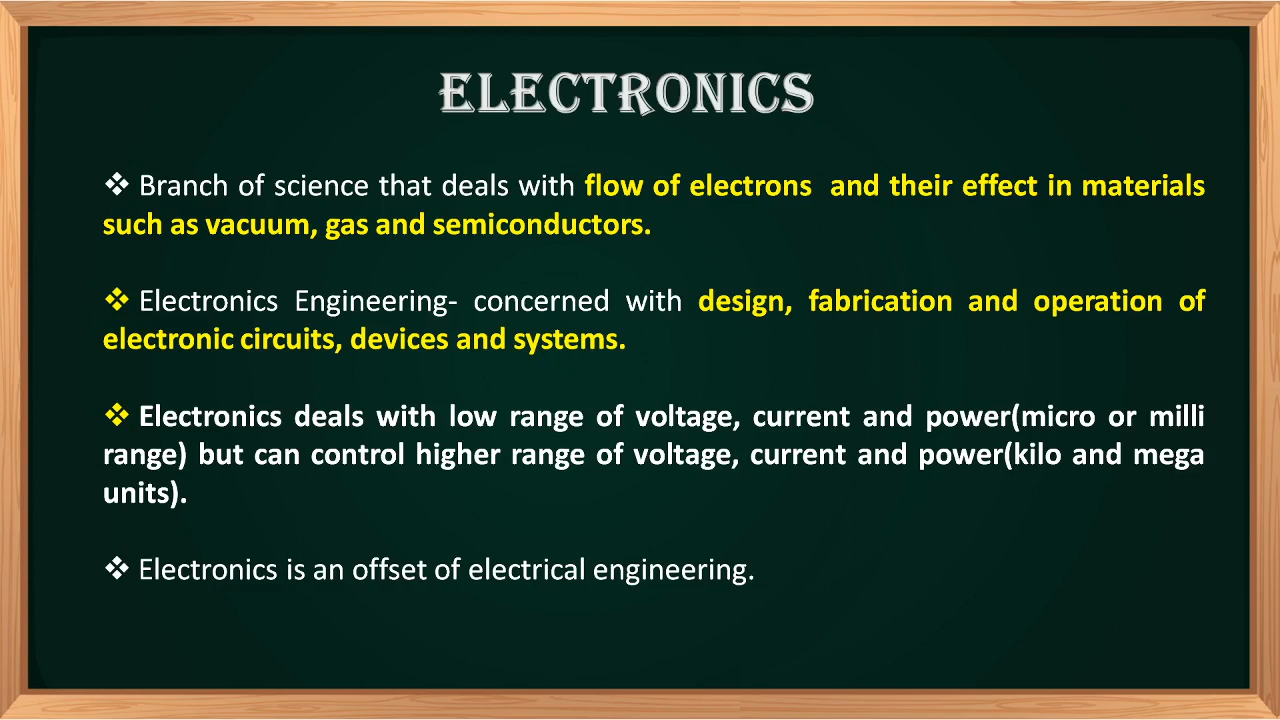 ELECTRONICS
❖ Branch of science that deals with flow of electrons  and their effect in materials
such as vacuum, gas and semiconductors.
❖ Electronics Engineering- concerned with design, fabrication and operation of
electronic circuits, devices and systems.
❖ Electronics deals with low range of voltage, current and power(micro or milli
range) but can control higher range of voltage, current and power(kilo and mega
units).
❖ Electronics is an offset of electrical engineering.